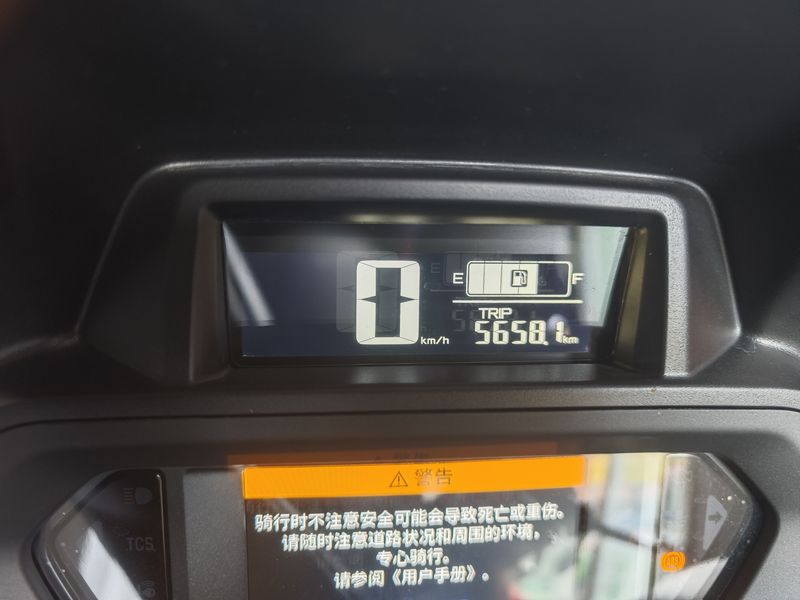 0 km/h
E F
TRIP
5658.1 km
警告
骑行时不注意安全可能会导致死亡或重伤。
请随时注意道路状况和周围的环境,
专心骑行。
请参阅《用户手册》。
TCS